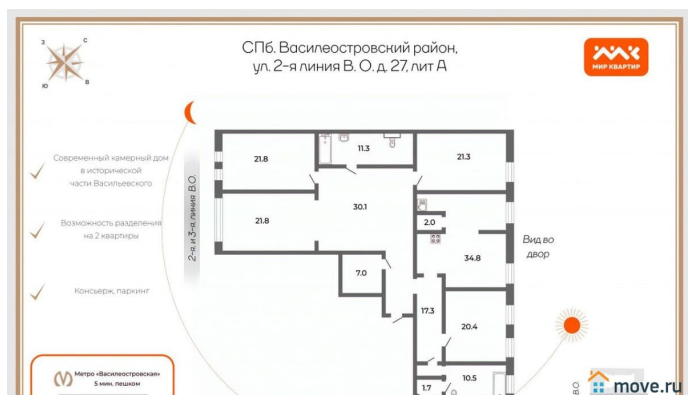 СПб. Василеостровский район,
ул. 2-я линия В. О. д. 27, лит А
МИР КВАРТИР
З
С
Ю
В
Современный камерный дом
в исторической
части Васильевского
Возможность разделения
на 2 квартиры
Консьерж, паркинг
Метро «Василеостровская»
5 мин. пешком
2-я и 3-я линия В.О.
21.8
11.3
21.3
21.8
30.1
2.0
34.8
7.0
17.3
20.4
1.7
10.5
Вид во
двор
В.О.
move.ru